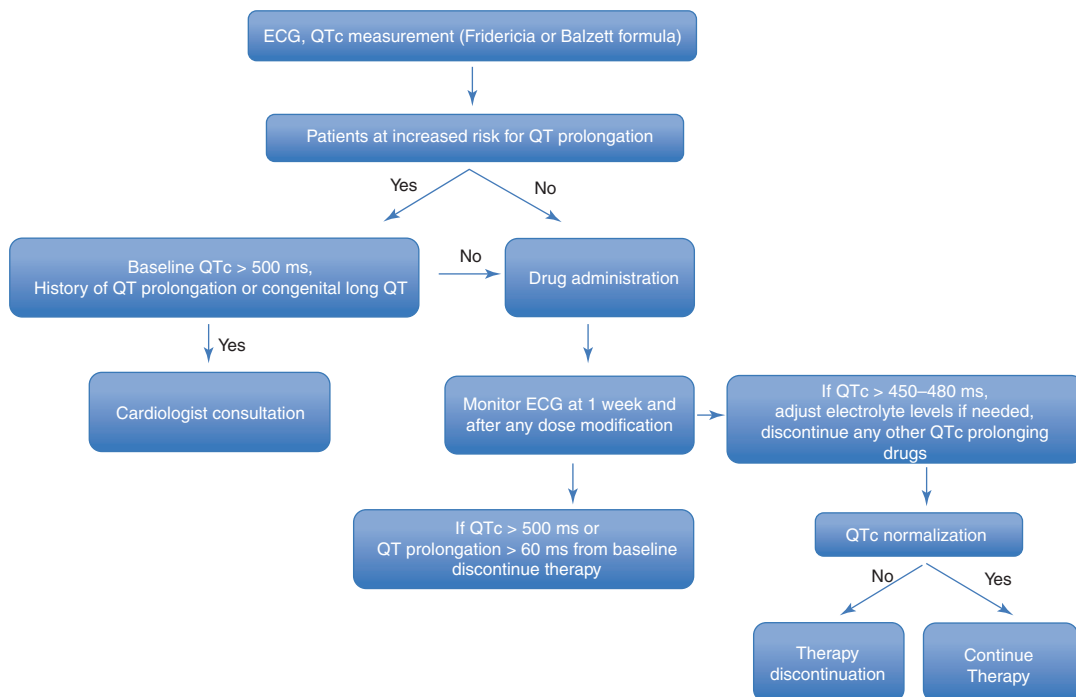 ECG, QTc measurement (Fridericia or Balzett formula)
Patients at increased risk for QT prolongation
Yes
No
Baseline QTc > 500 ms,
History of QT prolongation or congenital long QT
No
Drug administration
Yes
Cardiologist consultation
Monitor ECG at 1 week and
after any dose modification
If QTc > 450–480 ms,
adjust electrolyte levels if needed,
discontinue any other QTc prolonging
drugs
If QTc > 500 ms or
QT prolongation > 60 ms from baseline
discontinue therapy
QTc normalization
No
Yes
Therapy
discontinuation
Continue
Therapy